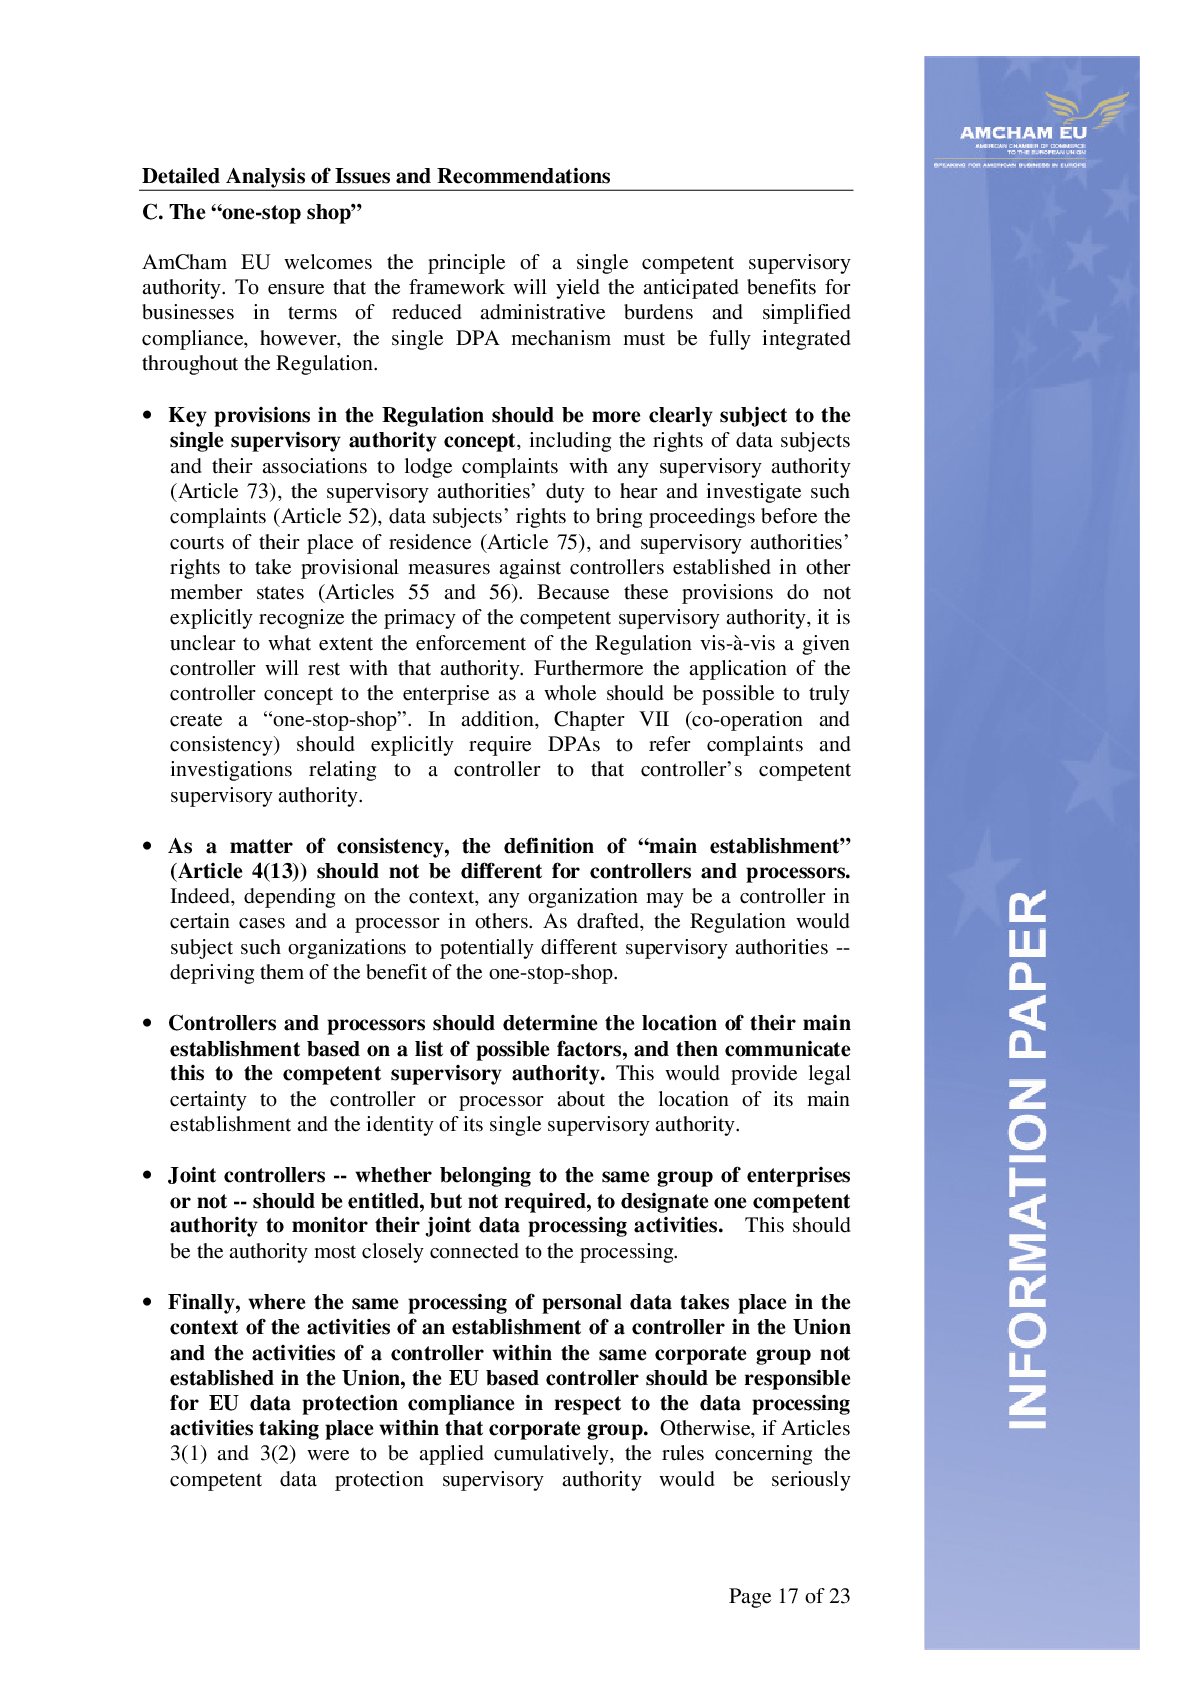 AMCHAM EU
AMERICAN CHAMBER OF COMMERCE
TO THE EUROPEAN UNION
SPEAKING FOR AMERICAN BUSINESS IN EUROPE
Detailed Analysis of Issues and Recommendations
C. The “one-stop shop”
AmCham EU welcomes the principle of a single competent supervisory
authority. To ensure that the framework will yield the anticipated benefits for
businesses in terms of reduced administrative burdens and simplified
compliance, however, the single DPA mechanism must be fully integrated
throughout the Regulation.
• Key provisions in the Regulation should be more clearly subject to the
single supervisory authority concept, including the rights of data subjects
and their associations to lodge complaints with any supervisory authority
(Article 73), the supervisory authorities’ duty to hear and investigate such
complaints (Article 52), data subjects’ rights to bring proceedings before the
courts of their place of residence (Article 75), and supervisory authorities’
rights to take provisional measures against controllers established in other
member states (Articles 55 and 56). Because these provisions do not
explicitly recognize the primacy of the competent supervisory authority, it is
unclear to what extent the enforcement of the Regulation vis-à-vis a given
controller will rest with that authority. Furthermore the application of the
controller concept to the enterprise as a whole should be possible to truly
create a “one-stop-shop”. In addition, Chapter VII (co-operation and
consistency) should explicitly require DPAs to refer complaints and
investigations relating to a controller to that controller’s competent
supervisory authority.
• As a matter of consistency, the definition of “main establishment”
(Article 4(13)) should not be different for controllers and processors.
Indeed, depending on the context, any organization may be a controller in
certain cases and a processor in others. As drafted, the Regulation would
subject such organizations to potentially different supervisory authorities --
depriving them of the benefit of the one-stop-shop.
• Controllers and processors should determine the location of their main
establishment based on a list of possible factors, and then communicate
this to the competent supervisory authority. This would provide legal
certainty to the controller or processor about the location of its main
establishment and the identity of its single supervisory authority.
• Joint controllers -- whether belonging to the same group of enterprises
or not -- should be entitled, but not required, to designate one competent
authority to monitor their joint data processing activities. This should
be the authority most closely connected to the processing.
• Finally, where the same processing of personal data takes place in the
context of the activities of an establishment of a controller in the Union
and the activities of a controller within the same corporate group not
established in the Union, the EU based controller should be responsible
for EU data protection compliance in respect to the data processing
activities taking place within that corporate group. Otherwise, if Articles
3(1) and 3(2) were to be applied cumulatively, the rules concerning the
competent data protection supervisory authority would be seriously
INFORMATION PAPER
Page 17 of 23